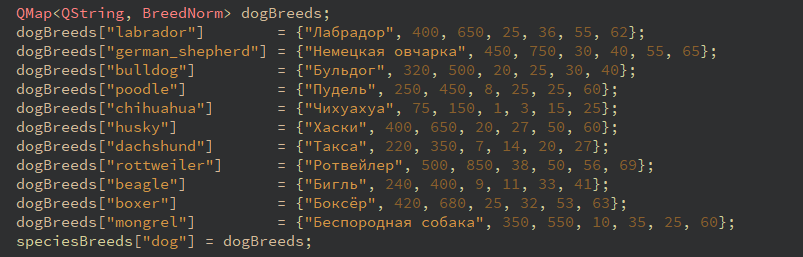 QMap<QString, BreedNorm> dogBreeds;
dogBreeds["labrador"]         = {"Лабрадор", 400, 650, 25, 36, 55, 62};
dogBreeds["german_shepherd"] = {"Немецкая овчарка", 450, 750, 30, 40, 55, 65};
dogBreeds["bulldog"]          = {"Бульдог", 320, 500, 20, 25, 30, 40};
dogBreeds["poodle"]           = {"Пудель", 250, 450, 8, 25, 25, 60};
dogBreeds["chihuahua"]        = {"Чихуахуа", 75, 150, 1, 3, 15, 25};
dogBreeds["husky"]            = {"Хаски", 400, 650, 20, 27, 50, 60};
dogBreeds["dachshund"]        = {"Такса", 220, 350, 7, 14, 20, 27};
dogBreeds["rottweiler"]       = {"Ротвейлер", 500, 850, 38, 50, 56, 69};
dogBreeds["beagle"]           = {"Бигль", 240, 400, 9, 11, 33, 41};
dogBreeds["boxer"]            = {"Боксёр", 420, 680, 25, 32, 53, 63};
dogBreeds["mongrel"]          = {"Беспородная собака", 350, 550, 10, 35, 25, 60};
speciesBreeds["dog"] = dogBreeds;